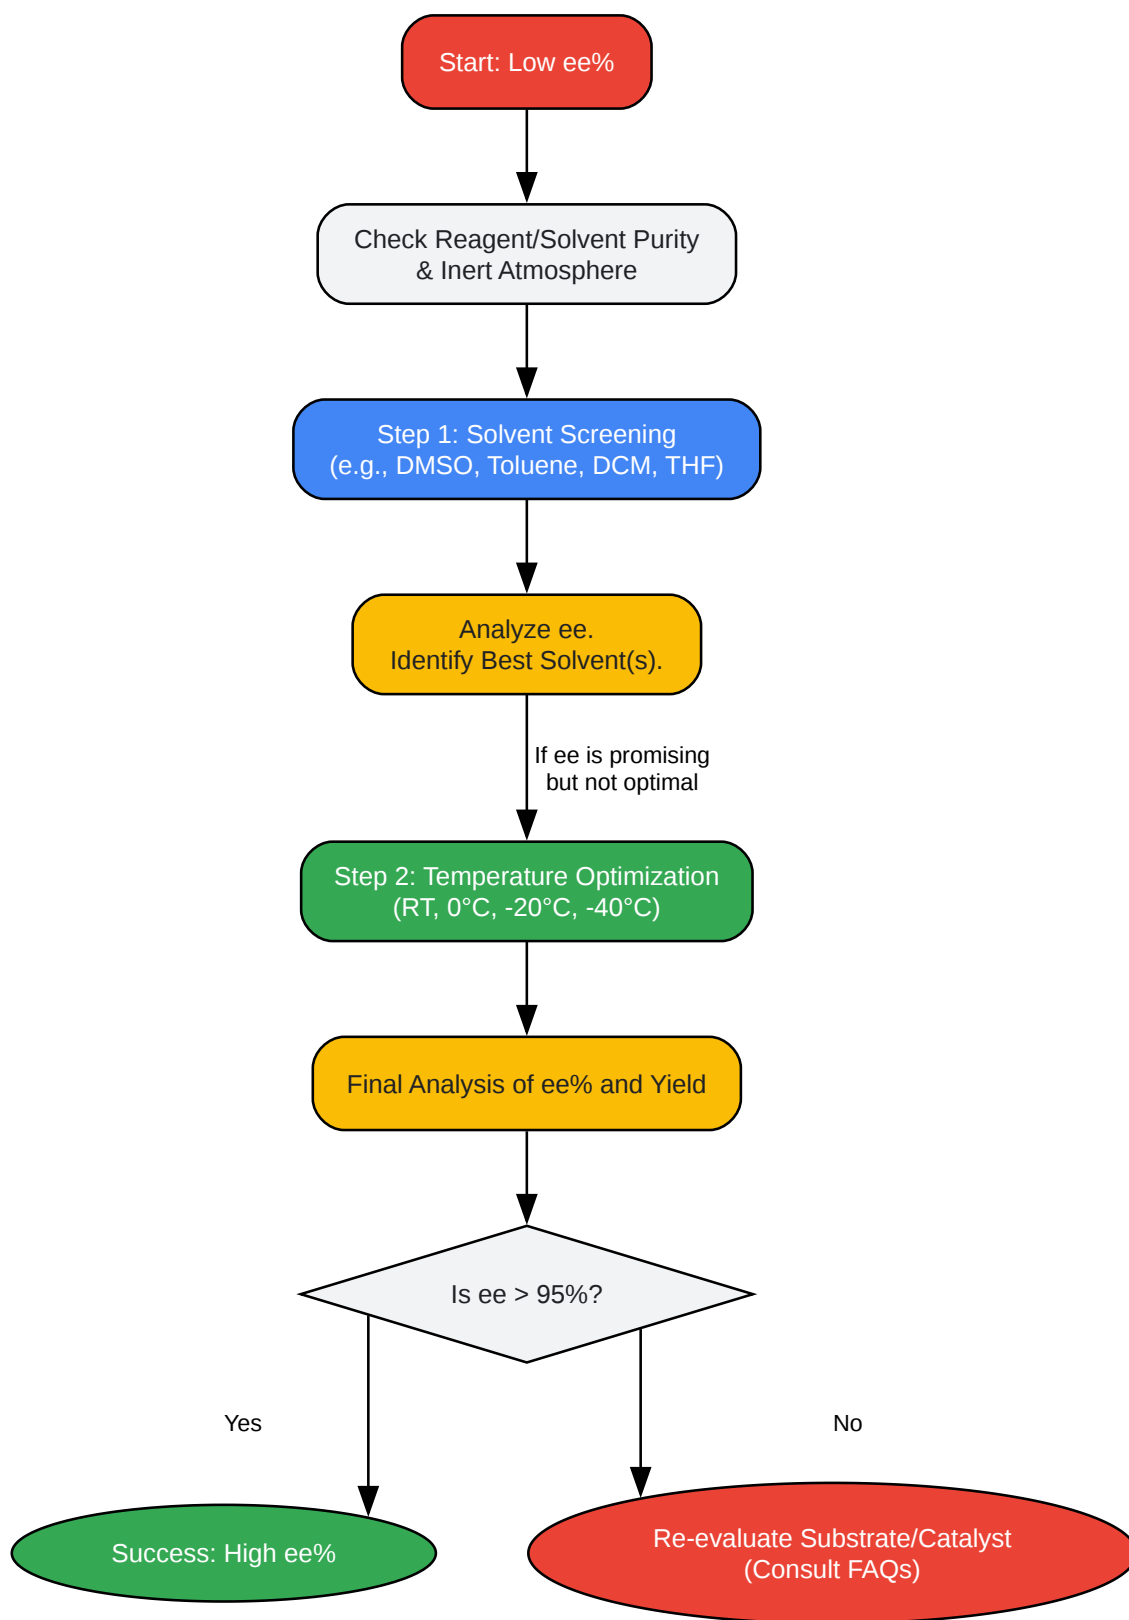 Start: Low ee%
Check Reagent/Solvent Purity
& Inert Atmosphere
Step 1: Solvent Screening
(e.g., DMSO, Toluene, DCM, THF)
Analyze ee.
Identify Best Solvent(s).
If ee is promising
but not optimal
Step 2: Temperature Optimization
(RT, 0°C, -20°C, -40°C)
Final Analysis of ee% and Yield
Is ee > 95%?
Yes
No
Success: High ee%
Re-evaluate Substrate/Catalyst
(Consult FAQs)